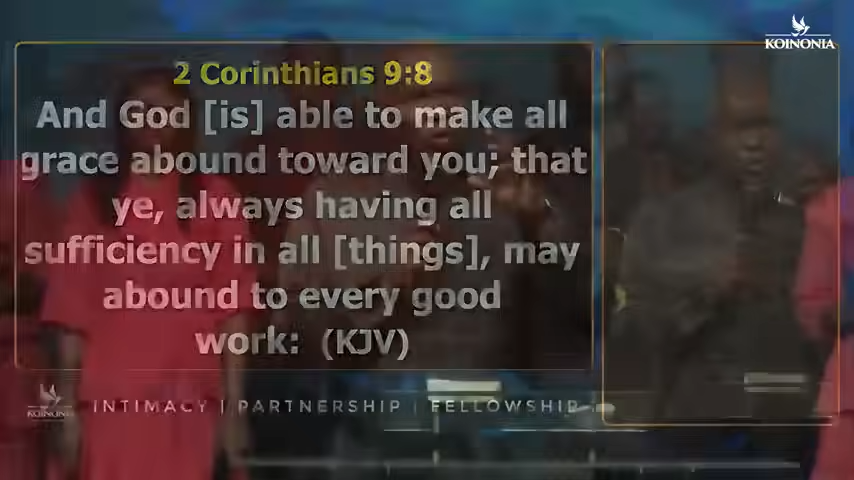 KOINONIA
2 Corinthians 9:8
And God [is] able to make all
grace abound toward you; that
ye, always having all
sufficiency in all [things], may
abound to every good
work: (KJV)
KOINONIA
INTIMACY | PARTNERSHIP | FELLOWSHIP